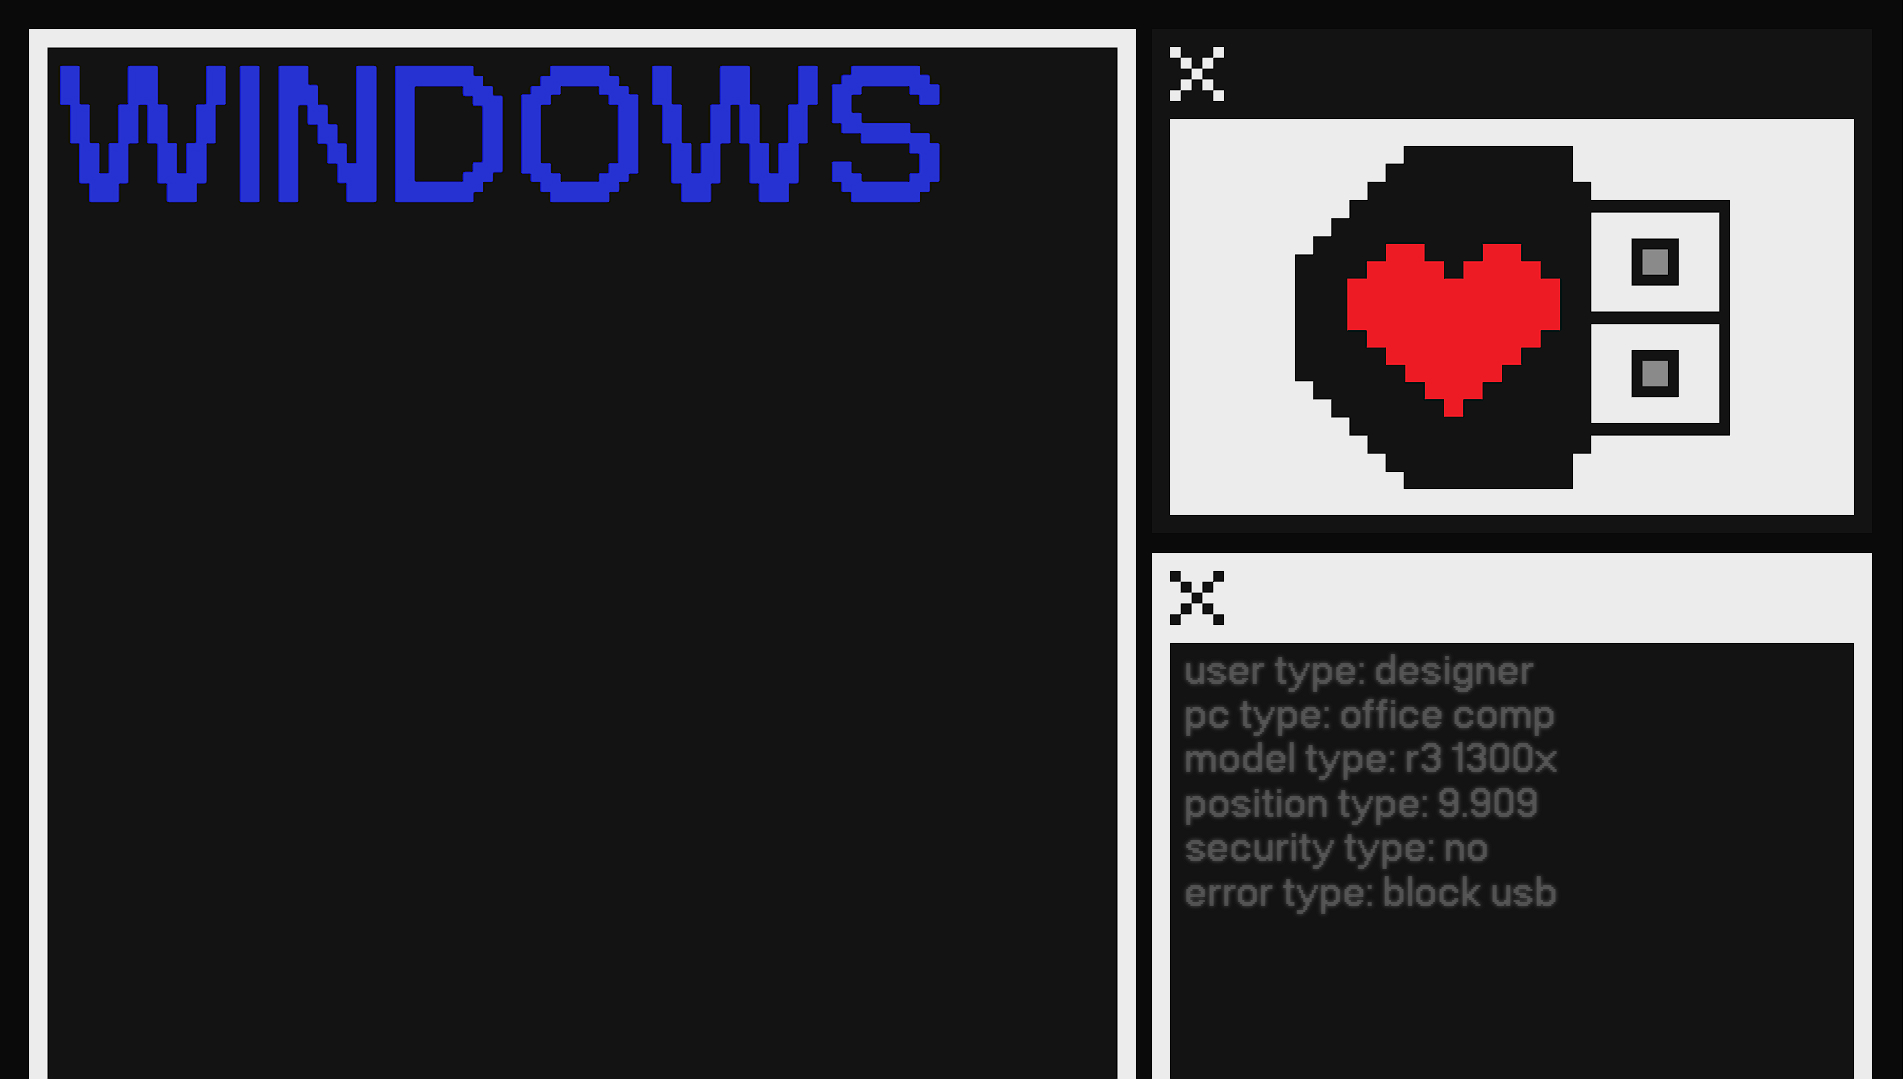 WINDOWS
user type: designer
pc type: office comp
model type: r3 1300x
position type: 9.909
security type: no
error type: block usb